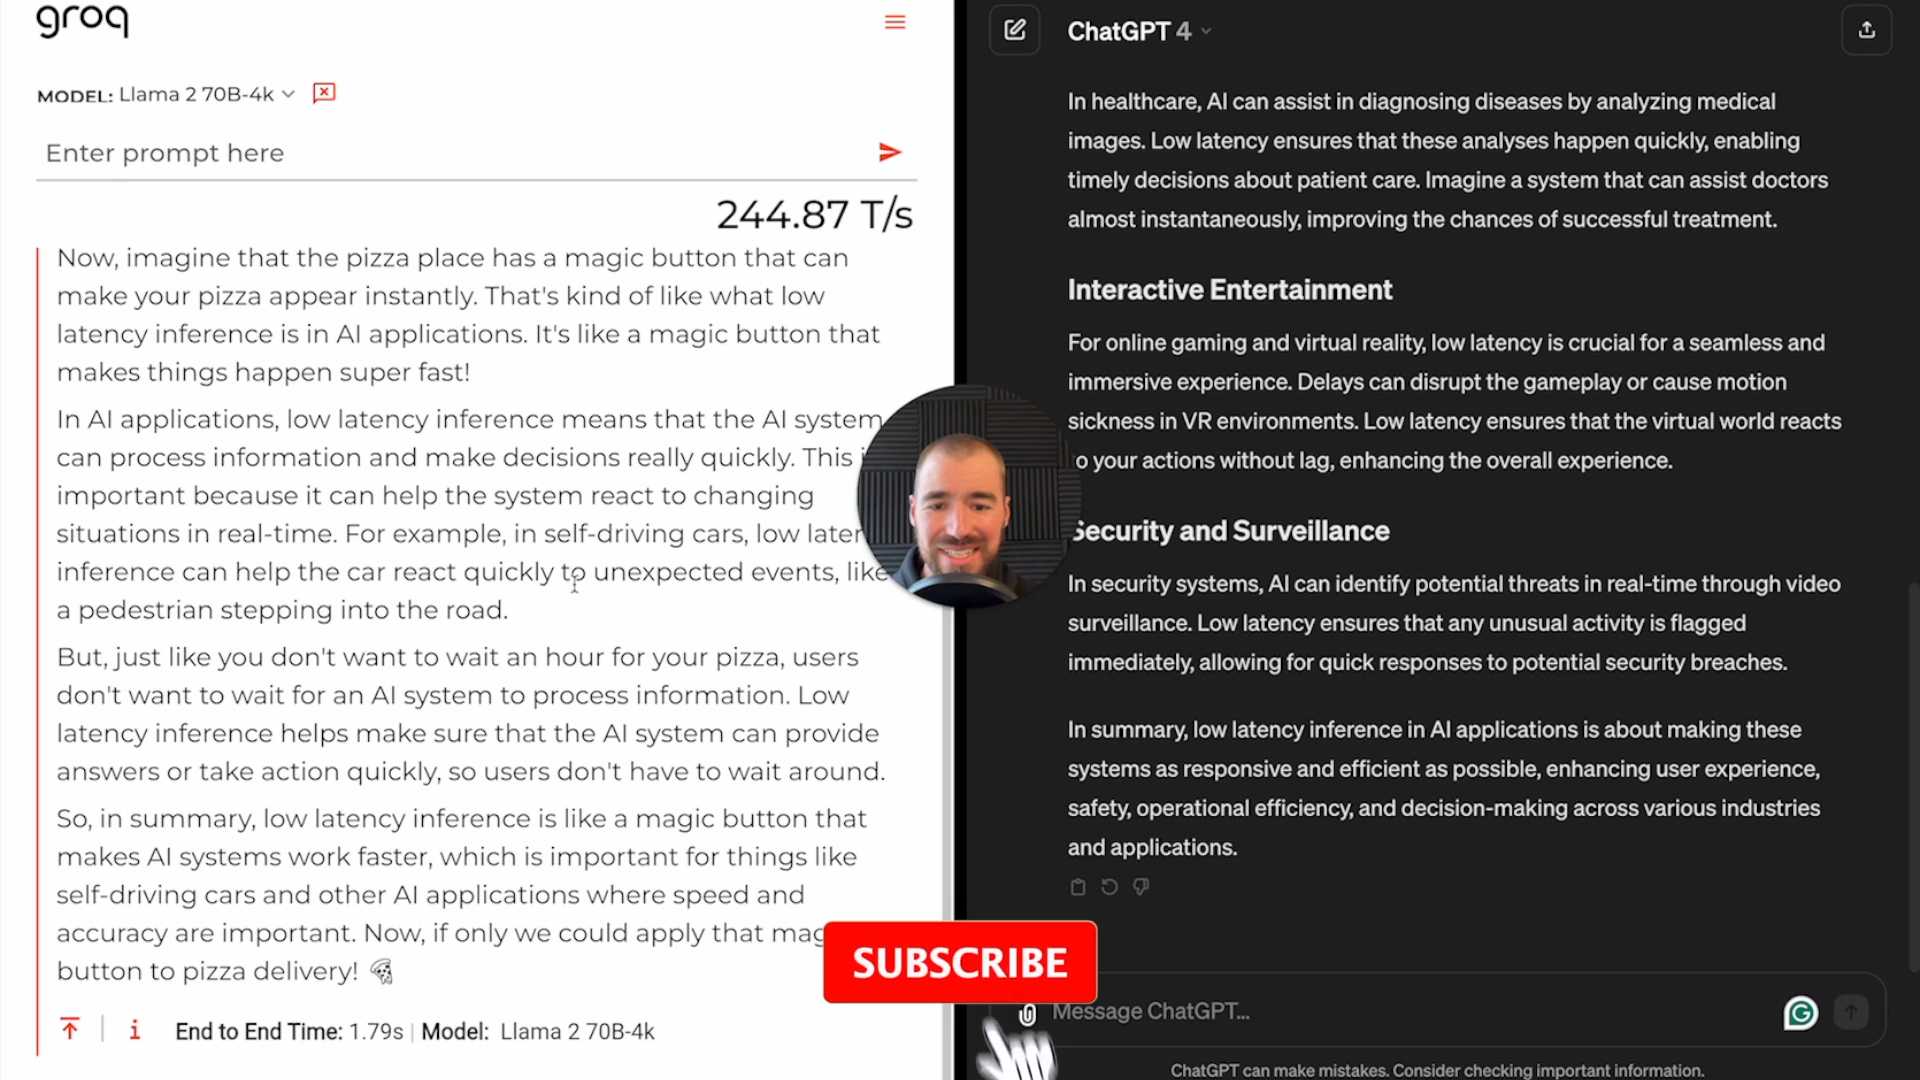 groq
MODEL: Llama 2 70B-4k
Enter prompt here
244.87 T/s
Now, imagine that the pizza place has a magic button that can
make your pizza appear instantly. That's kind of like what low
latency inference is in AI applications. It's like a magic button that
makes things happen super fast!
In AI applications, low latency inference means that the AI system
can process information and make decisions really quickly. This
important because it can help the system react to changing
situations in real-time. For example, in self-driving cars, low
inference can help the car react quickly to unexpected events, like
a pedestrian stepping into the road.
But, just like you don't want to wait an hour for your pizza, users
don't want to wait for an AI system to process information. Low
latency inference helps make sure that the AI system can provide
answers or take action quickly, so users don't have to wait around.
So, in summary, low latency inference is like a magic button that
makes AI systems work faster, which is important for things like
self-driving cars and other AI applications where speed and
accuracy are important. Now, if only we could apply that
button to pizza delivery! 🍕
End to End Time: 1.79s | Model: Llama 2 70B-4k
ChatGPT 4
In healthcare, AI can assist in diagnosing diseases by analyzing medical
images. Low latency ensures that these analyses happen quickly, enabling
timely decisions about patient care. Imagine a system that can assist doctors
almost instantaneously, improving the chances of successful treatment.
Interactive Entertainment
For online gaming and virtual reality, low latency is crucial for a seamless and
immersive experience. Delays can disrupt the gameplay or cause motion
sickness in VR environments. Low latency ensures that the virtual world reacts
to your actions without lag, enhancing the overall experience.
Security and Surveillance
In security systems, AI can identify potential threats in real-time through video
surveillance. Low latency ensures that any unusual activity is flagged
immediately, allowing for quick responses to potential security breaches.
In summary, low latency inference in AI applications is about making these
systems as responsive and efficient as possible, enhancing user experience,
safety, operational efficiency, and decision-making across various industries
and applications.
SUBSCRIBE
Message ChatGPT...
ChatGPT can make mistakes. Consider checking important information.